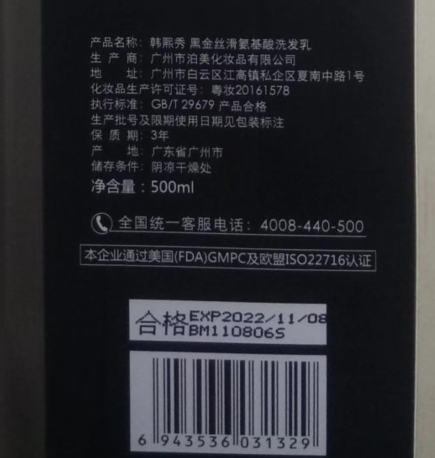 产品名称：韩熙秀 黑金丝滑氨基酸洗发乳
生 产 商：广州市泊美化妆品有限公司
地 址：广州市白云区江高镇私企区夏南中路1号
化妆品生产许可证号：粤妆20161578
执行标准：GB/T 29679 产品合格
生产批号及限期使用日期见包装标注
保 质 期：3年
产 地：广东省广州市
储存条件：阴凉干燥处
净含量：500ml
全国统一客服电话：4008-440-500
本企业通过美国(FDA)GMPC及欧盟ISO22716认证
合格 EXP2022/11/08
BM110806S
6 943536 031329